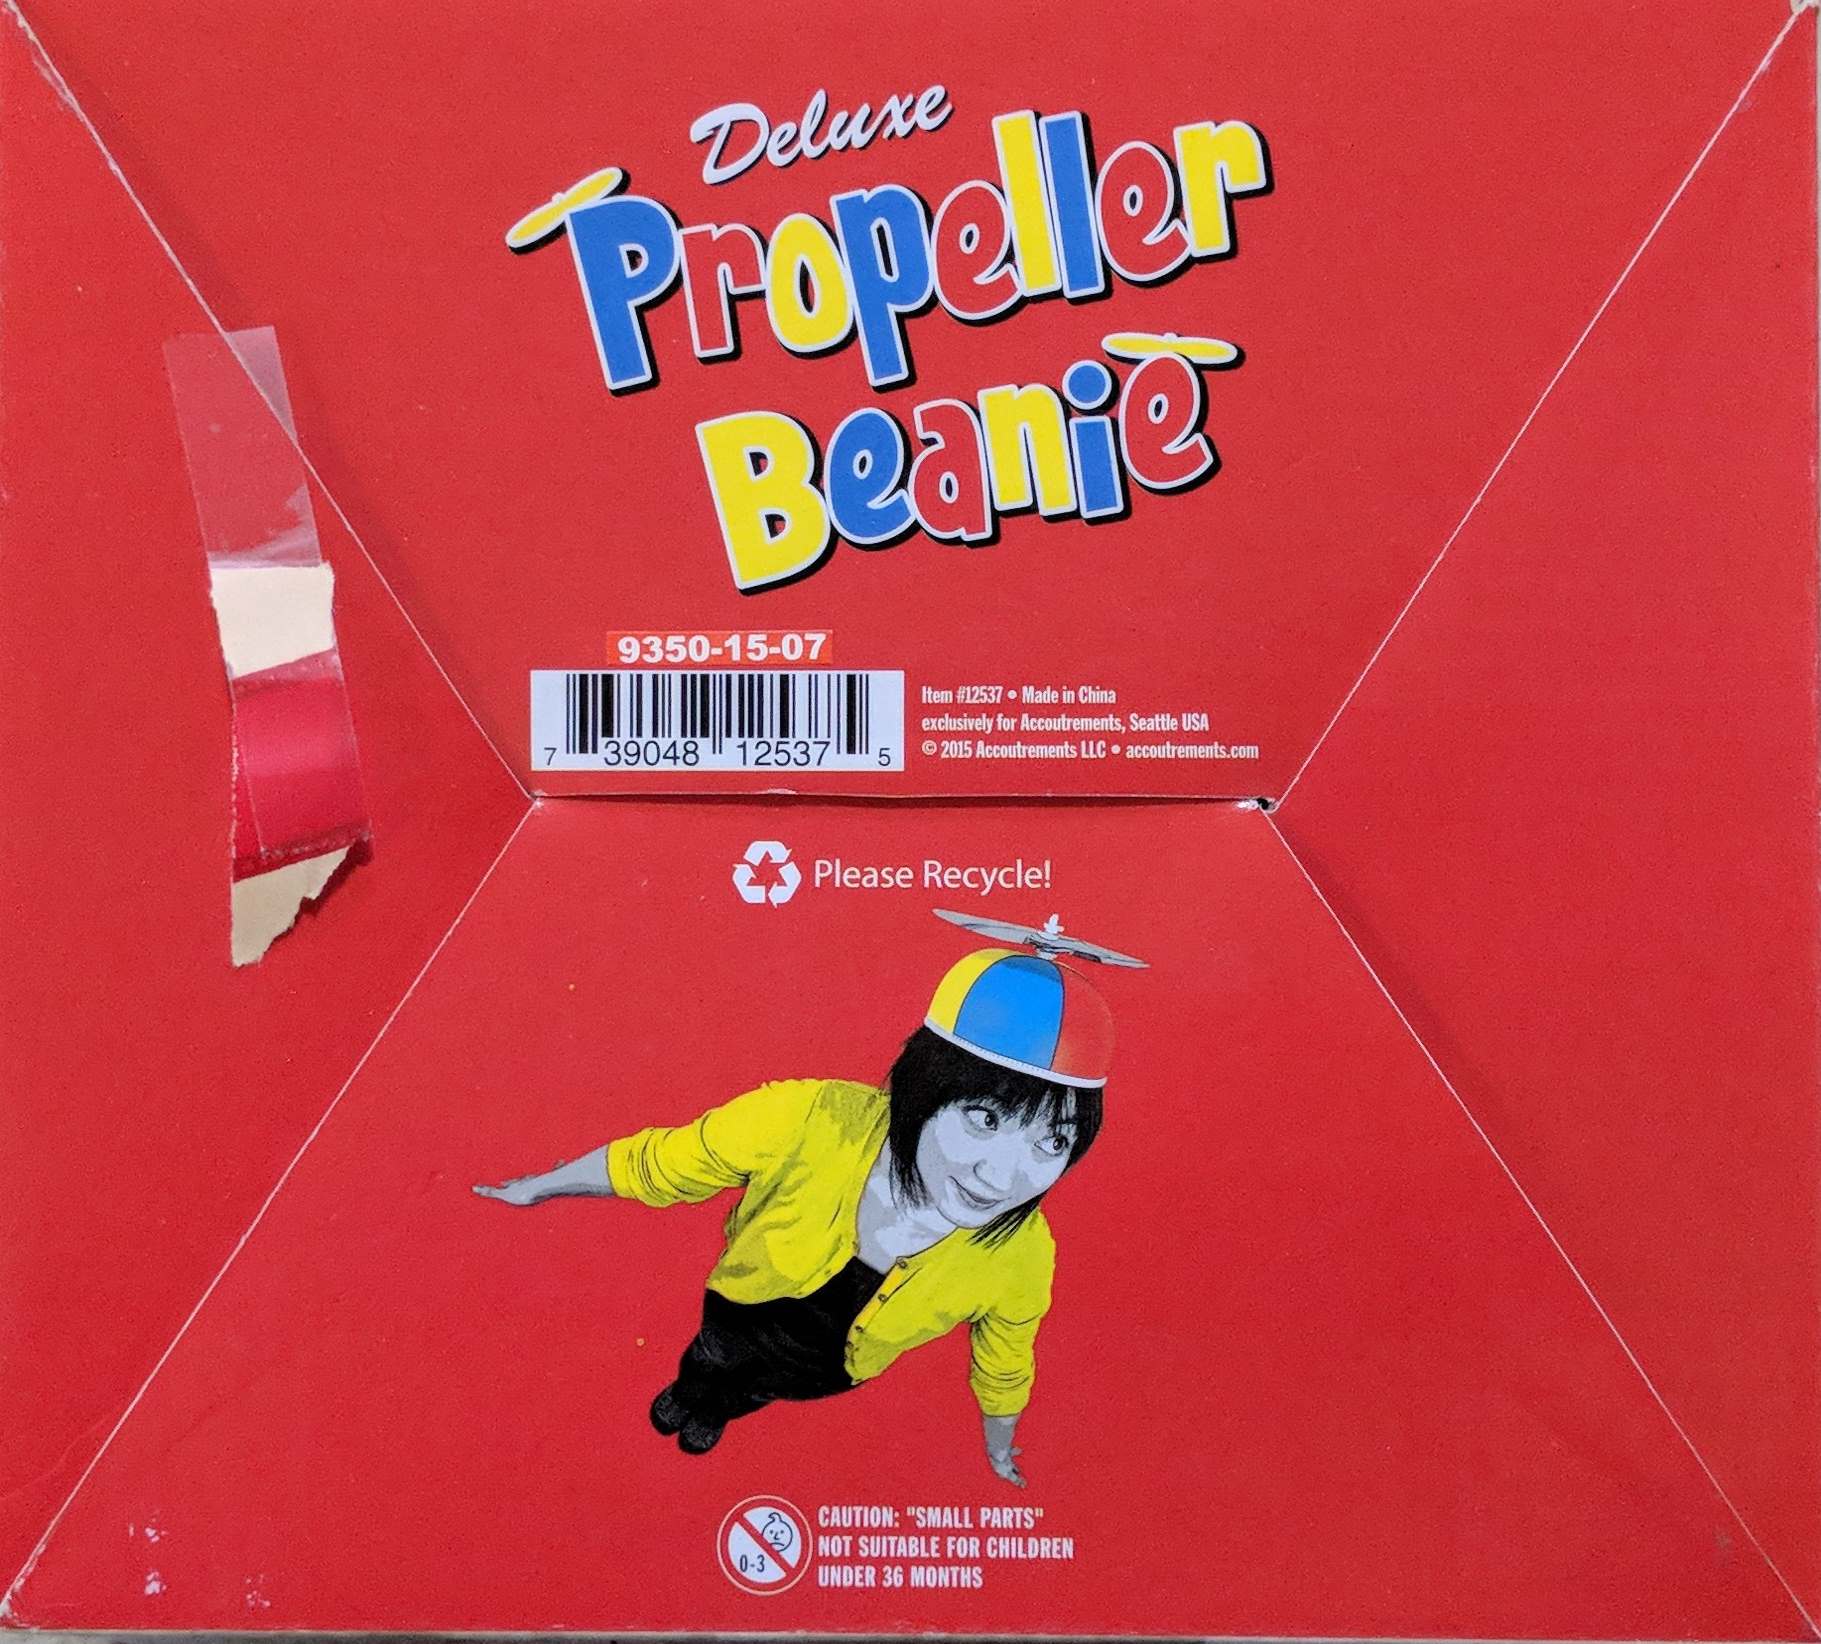 Deluxe
Propeller
Beanie
9350-15-07
7 39048 12537 5
Item #12537 • Made in China
exclusively for Accoutrements, Seattle USA
© 2015 Accoutrements LLC • accoutrements.com
Please Recycle!
0-3
CAUTION: "SMALL PARTS"
NOT SUITABLE FOR CHILDREN
UNDER 36 MONTHS